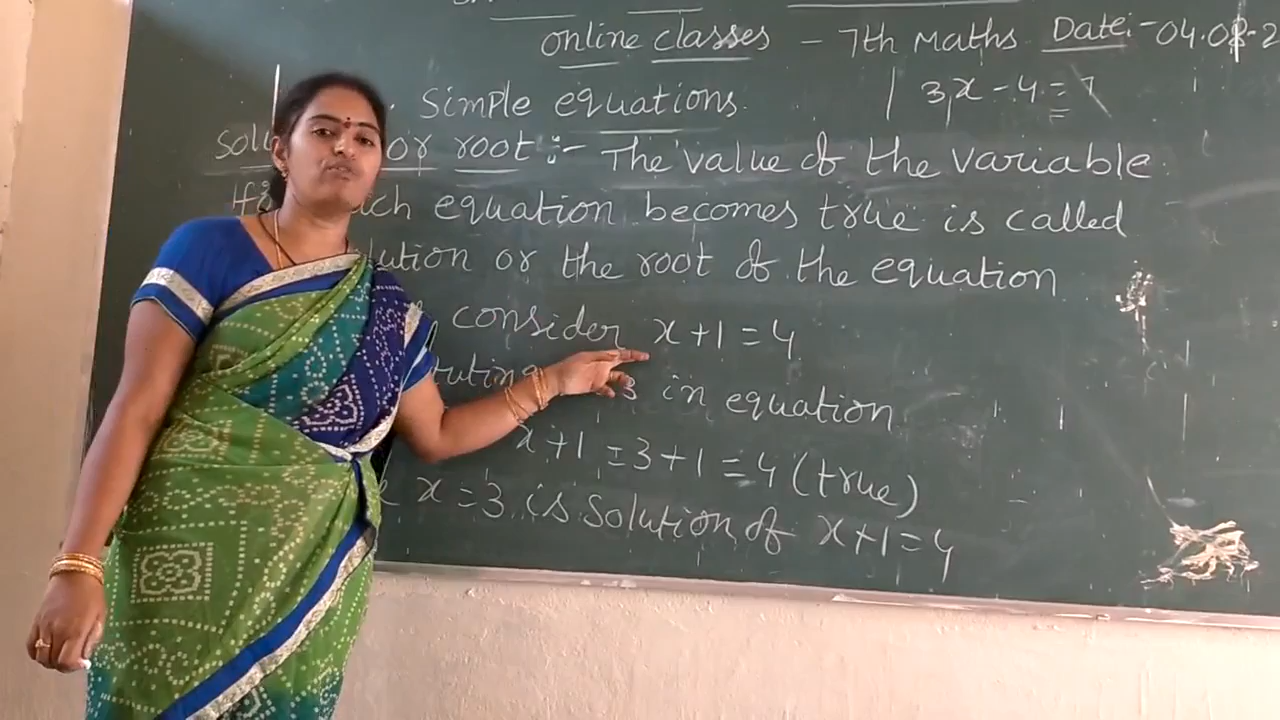 online classes - 7th Maths Date:-04.08-2
Simple equations.
3x-4=7
or root :- The value of the variable
equation becomes true is called
or the root of the equation
consider x+1=4
3 in equation
x+1=3+1=4(true)
x=3 is solution of x+1=4